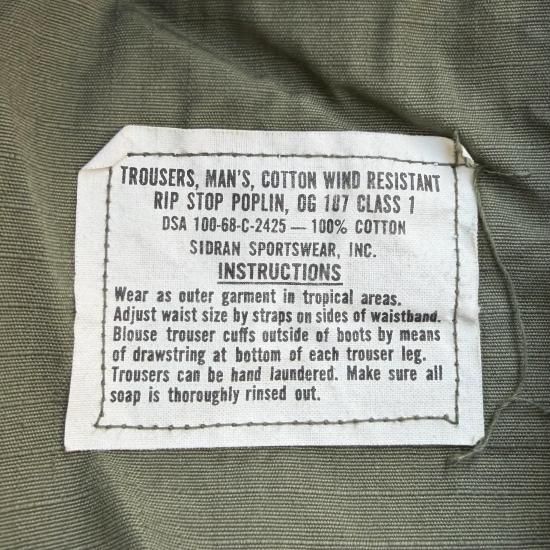 TROUSERS, MAN'S, COTTON WIND RESISTANT
RIP STOP POPLIN, OG 107 CLASS 1
DSA 100-68-C-2425 — 100% COTTON
SIDRAN SPORTSWEAR, INC.
INSTRUCTIONS
Wear as outer garment in tropical areas.
Adjust waist size by straps on sides of waistband.
Blouse trouser cuffs outside of boots by means
of drawstring at bottom of each trouser leg.
Trousers can be hand laundered. Make sure all
soap is thoroughly rinsed out.